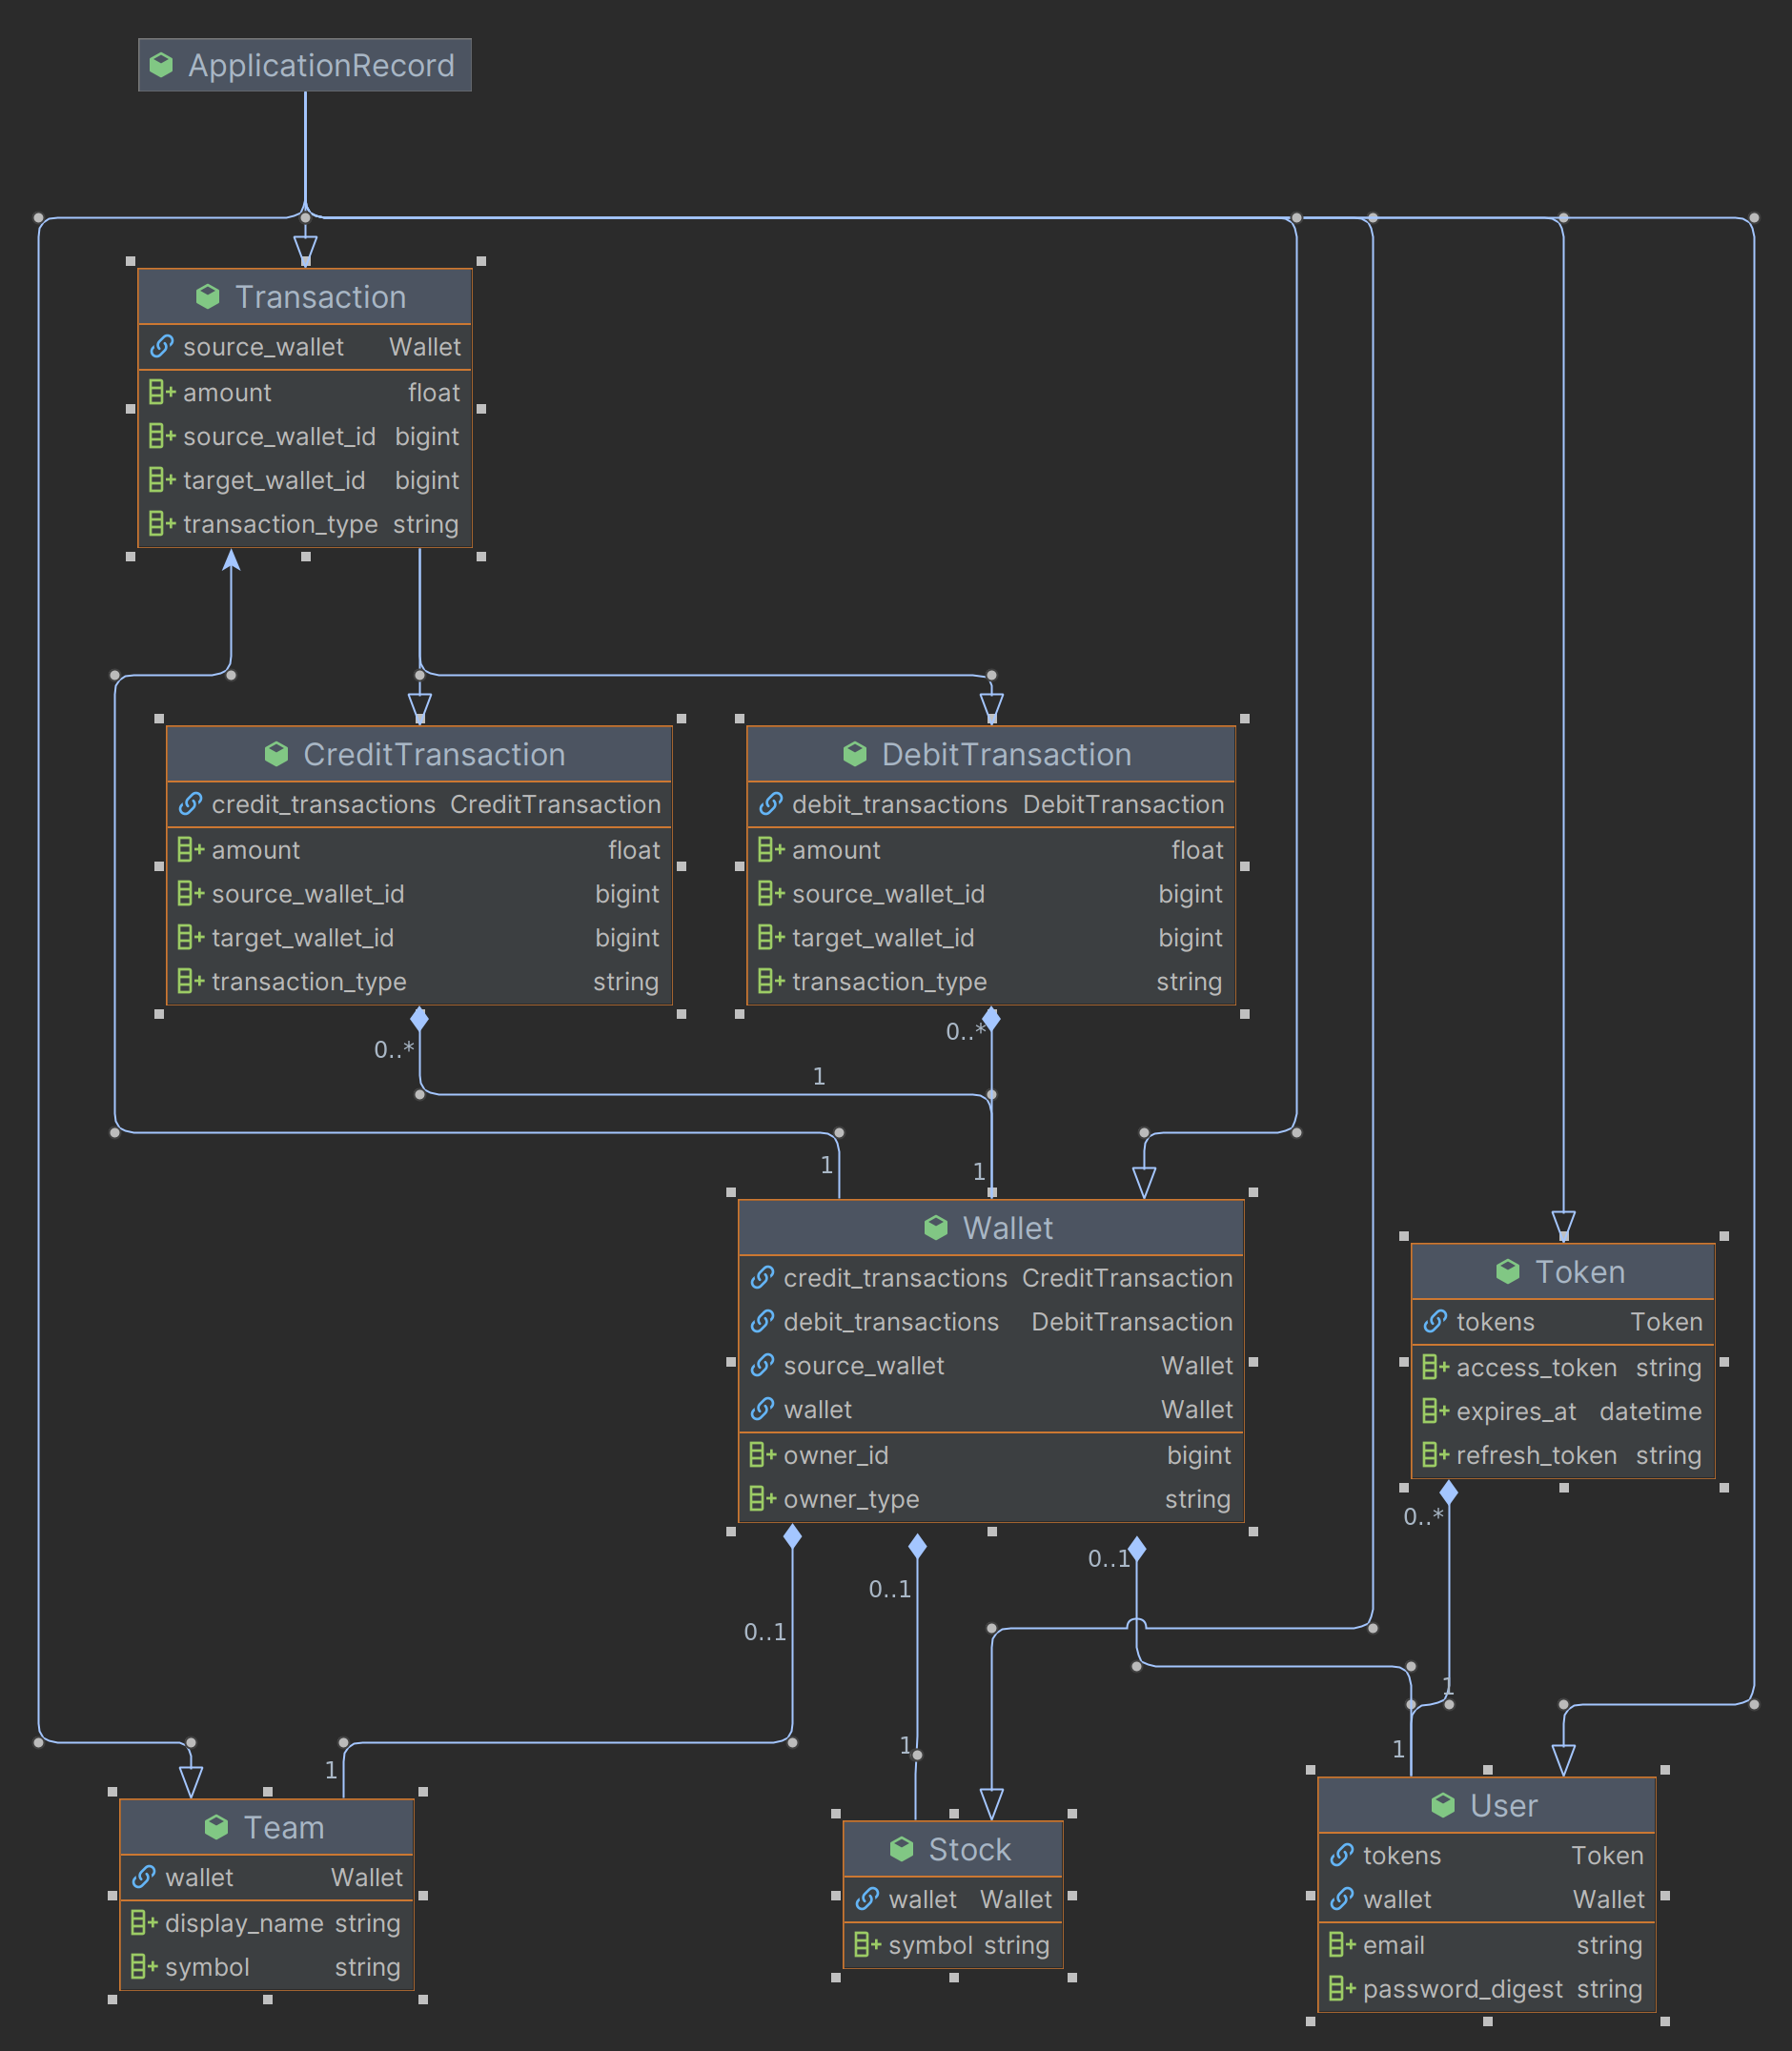 ApplicationRecord
Transaction
source_wallet Wallet
amount float
source_wallet_id bigint
target_wallet_id bigint
transaction_type string
CreditTransaction
credit_transactions CreditTransaction
amount float
source_wallet_id bigint
target_wallet_id bigint
transaction_type string
DebitTransaction
debit_transactions DebitTransaction
amount float
source_wallet_id bigint
target_wallet_id bigint
transaction_type string
0..*
0..*
1
1
1
Wallet
credit_transactions CreditTransaction
debit_transactions DebitTransaction
source_wallet Wallet
wallet Wallet
owner_id bigint
owner_type string
Token
tokens Token
access_token string
expires_at datetime
refresh_token string
0..*
0..1
0..1
0..1
1
1
1
1
Team
wallet Wallet
display_name string
symbol string
Stock
wallet Wallet
symbol string
User
tokens Token
wallet Wallet
email string
password_digest string